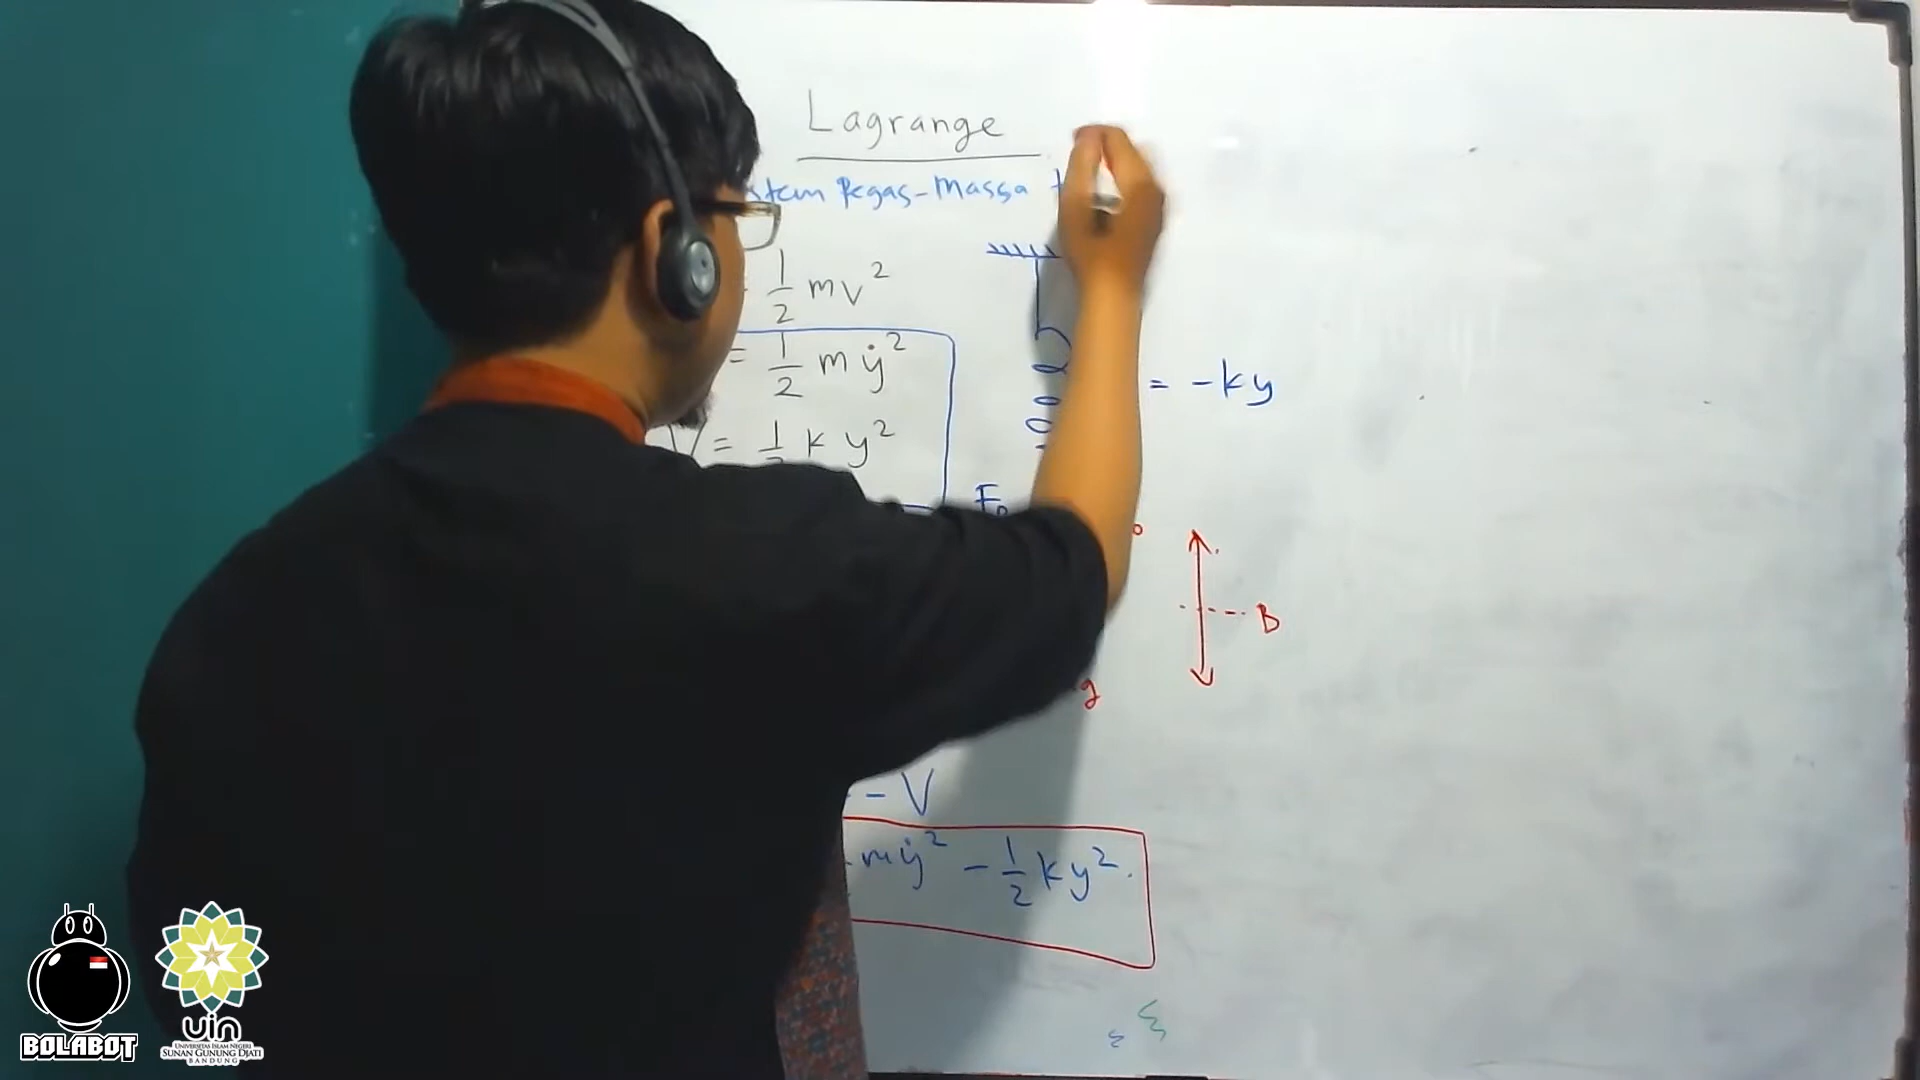 Lagrange
stem Pegas-Massa
1/2 mv²
= 1/2 mẏ²
V = 1/2 k y²
= -ky
B
g
- V
mẏ² - 1/2 ky².
BOLABOT
uin
UNIVERSITAS ISLAM NEGERI
SUNAN GUNUNG DJATI
BANDUNG